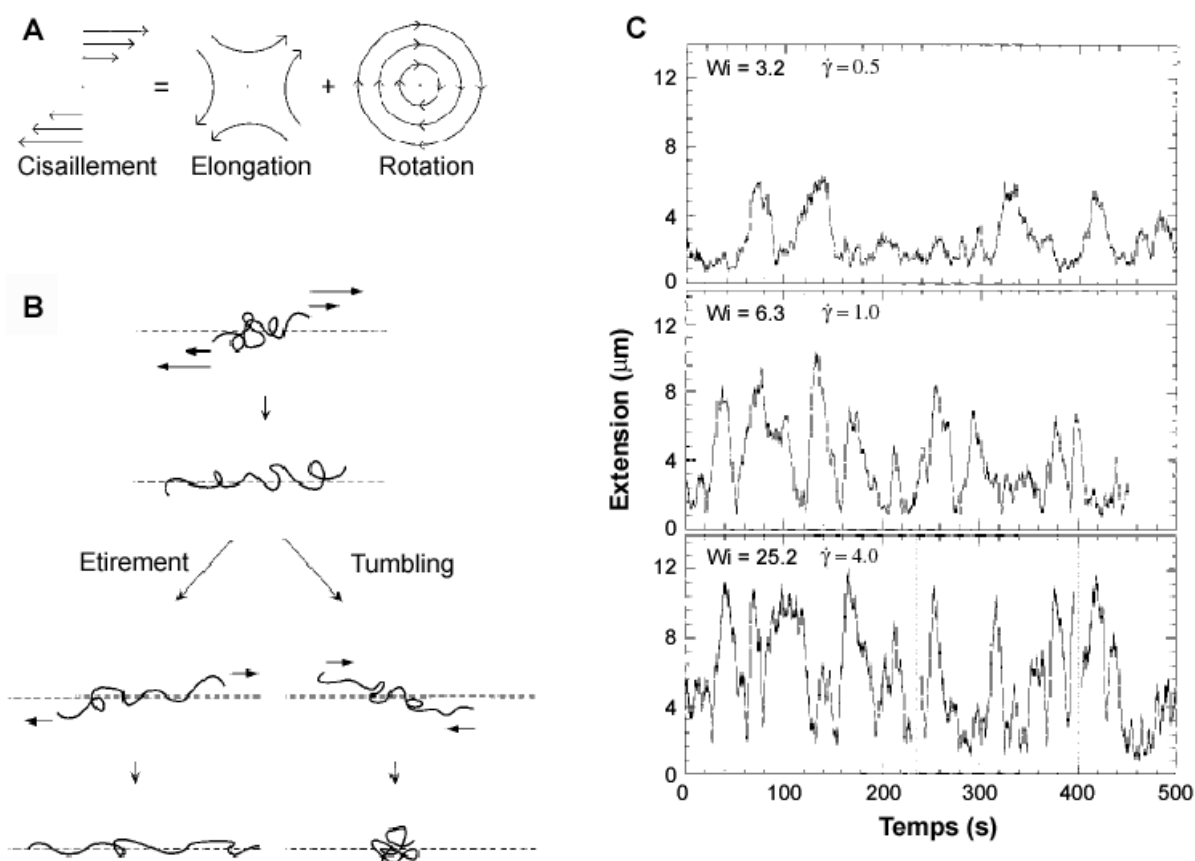 A
=
+
Cisaillement
Elongation
Rotation
B
Etirement
Tumbling
C
Wi = 3.2 γ̇ = 0.5
12
8
4
0
Wi = 6.3 γ̇ = 1.0
12
8
4
0
Wi = 25.2 γ̇ = 4.0
12
8
4
0
Extension (μm)
0 100 200 300 400 500
Temps (s)